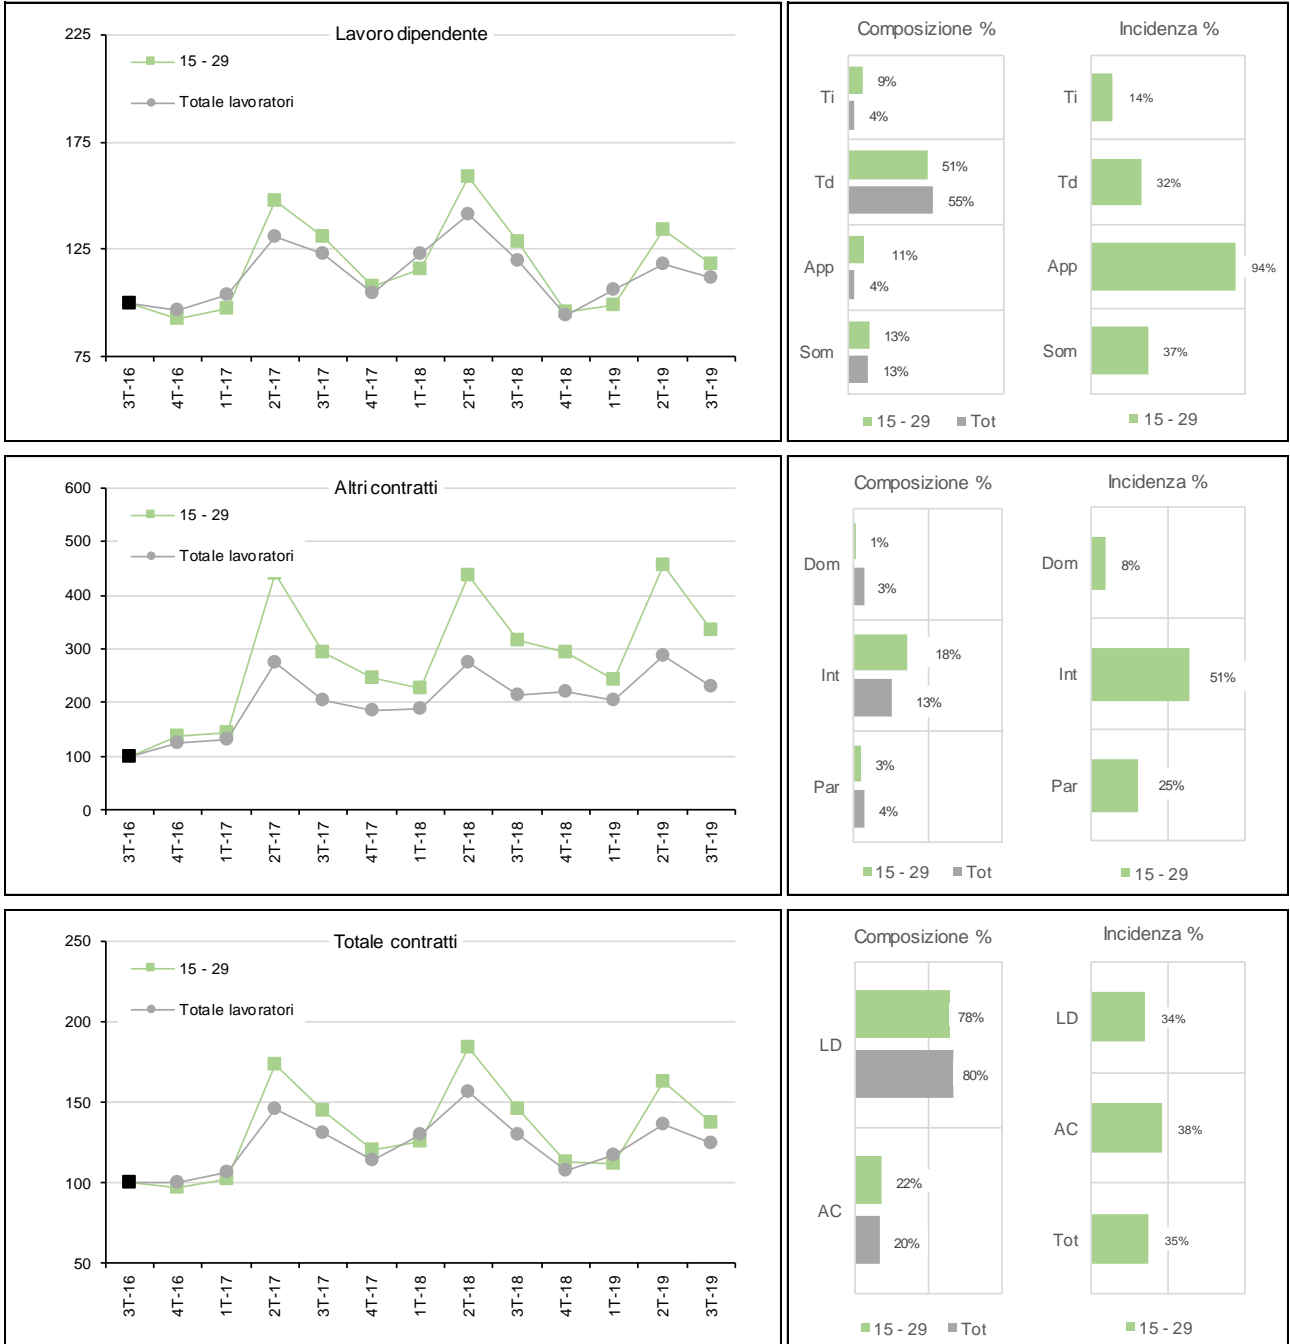 Lavoro dipendente
15 - 29
Totale lavoratori
225
175
125
75
3T-16
4T-16
1T-17
2T-17
3T-17
4T-17
1T-18
2T-18
3T-18
4T-18
1T-19
2T-19
3T-19
Composizione %
Ti
9%
4%
Td
51%
55%
App
11%
4%
Som
13%
13%
15 - 29
Tot
Incidenza %
Ti
14%
Td
32%
App
94%
Som
37%
15 - 29
Altri contratti
15 - 29
Totale lavoratori
600
500
400
300
200
100
0
3T-16
4T-16
1T-17
2T-17
3T-17
4T-17
1T-18
2T-18
3T-18
4T-18
1T-19
2T-19
3T-19
Composizione %
Dom
1%
3%
Int
18%
13%
Par
3%
4%
15 - 29
Tot
Incidenza %
Dom
8%
Int
51%
Par
25%
15 - 29
Totale contratti
15 - 29
Totale lavoratori
250
200
150
100
50
3T-16
4T-16
1T-17
2T-17
3T-17
4T-17
1T-18
2T-18
3T-18
4T-18
1T-19
2T-19
3T-19
Composizione %
LD
78%
80%
AC
22%
20%
15 - 29
Tot
Incidenza %
LD
34%
AC
38%
Tot
35%
15 - 29